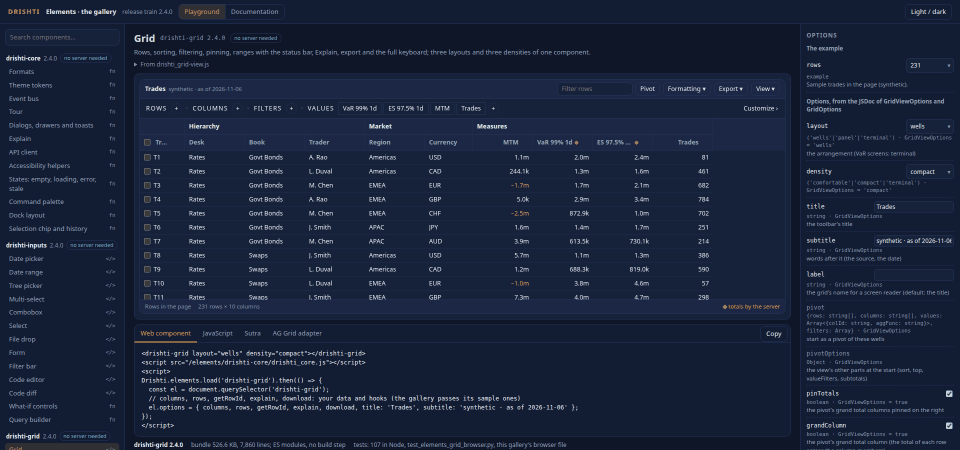 DRISHTI Elements · the gallery release train 2.4.0 Playground Documentation Light / dark
Search components...
drishti-core 2.4.0 no server needed
Formats fn
Theme tokens fn
Event bus fn
Tour fn
Dialogs, drawers and toasts fn
Explain fn
API client fn
Accessibility helpers fn
States: empty, loading, error, stale fn
Command palette fn
Dock layout fn
Selection chip and history fn
drishti-inputs 2.4.0 no server needed
Date picker </>
Date range </>
Tree picker </>
Multi-select </>
Combobox </>
Select </>
File drop </>
Form </>
Filter bar </>
Code editor </>
Code diff </>
What-if controls </>
Query builder </>
drishti-grid 2.4.0 no server needed
Grid </>
Grid drishti-grid 2.4.0 no server needed
Rows, sorting, filtering, pinning, ranges with the status bar, Explain, export and the full keyboard; three layouts and three densities of one component.
▸ From drishti_grid-view.js
Trades synthetic · as of 2026-11-06 Filter rows Pivot Formatting ▾ Export ▾ View ▾
ROWS + · COLUMNS + · FILTERS + · VALUES VaR 99% 1d ES 97.5% 1d MTM Trades + Customize ›
Hierarchy Market Measures
Tr... Desk Book Trader Region Currency MTM VaR 99% 1d ES 97.5% ... Trades
T1 Rates Govt Bonds A. Rao Americas USD 1.1m 2.0m 2.4m 81
T2 Rates Govt Bonds L. Duval Americas CAD 244.1k 1.3m 1.6m 461
T3 Rates Govt Bonds M. Chen EMEA EUR −1.7m 1.7m 2.1m 682
T4 Rates Govt Bonds A. Rao EMEA GBP 5.0k 2.9m 3.4m 784
T5 Rates Govt Bonds M. Chen EMEA CHF −2.5m 872.9k 1.0m 702
T6 Rates Govt Bonds J. Smith APAC JPY 1.6m 1.4m 1.7m 251
T7 Rates Govt Bonds M. Chen APAC AUD 3.9m 613.5k 730.1k 214
T8 Rates Swaps J. Smith Americas USD 5.7m 1.1m 1.3m 386
T9 Rates Swaps L. Duval Americas CAD 1.2m 688.3k 819.0k 590
T10 Rates Swaps L. Duval EMEA EUR −1.0m 3.8m 4.6m 57
T11 Rates Swaps J. Smith EMEA GBP 7.3m 4.0m 4.7m 298
Rows in the page 231 rows × 10 columns ◆ totals by the server
Web component JavaScript Sutra AG Grid adapter Copy
<drishti-grid layout="wells" density="compact"></drishti-grid>
<script src="/elements/drishti-core/drishti_core.js"></script>
<script>
Drishti.elements.load('drishti-grid').then(() => {
const el = document.querySelector('drishti-grid');
// columns, rows, getRowId, explain, download: your data and hooks (the gallery passes its sample ones)
el.options = { columns, rows, getRowId, explain, download, title: 'Trades', subtitle: 'synthetic · as of 2026-11-06' };
});
</script>
drishti-grid 2.4.0 bundle 526.6 KB, 7,860 lines; ES modules, no build step tests: 107 in Node, test_elements_grid_browser.py, this gallery's browser file
OPTIONS
The example
rows 231
example
Sample trades in the page (synthetic).
Options, from the JSDoc of GridViewOptions and GridOptions
layout wells
('wells'|'panel'|'terminal') · GridViewOptions
= 'wells'
the arrangement (VaR screens: terminal)
density compact
('comfortable'|'compact'|'terminal') ·
GridViewOptions = 'compact'
title Trades
string · GridViewOptions
the toolbar's title
subtitle synthetic · as of 2026-11-06
string · GridViewOptions
words after it (the source, the date)
label
string · GridViewOptions
the grid's name for a screen reader (default: the title)
pivot
{rows: string[], columns: string[], values:
Array<{colId: string, aggFunc: string}>,
filters: Array} · GridViewOptions
start as a pivot of these wells
pivotOptions
Object · GridViewOptions
the view's other parts at the start (sort, top, valueFilters, subtotals)
pinTotals
boolean · GridViewOptions = true
the pivot's grand total columns pinned on the right
grandColumn
boolean · GridViewOptions = true
the pivot's grand total column (the total of each